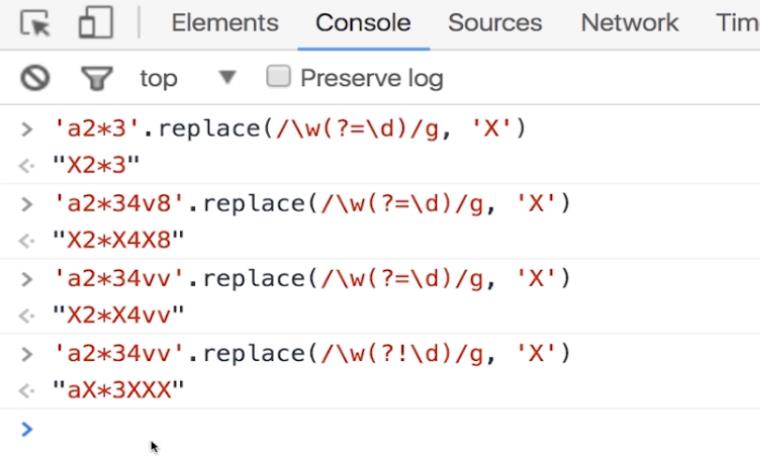 Elements Console Sources Network Tim
top Preserve log
> 'a2*3'.replace(/\w(?=\d)/g, 'X')
"X2*3"
> 'a2*34v8'.replace(/\w(?=\d)/g, 'X')
"X2*X4X8"
> 'a2*34vv'.replace(/\w(?=\d)/g, 'X')
"X2*X4vv"
> 'a2*34vv'.replace(/\w(?!\d)/g, 'X')
"aX*3XXX"
>